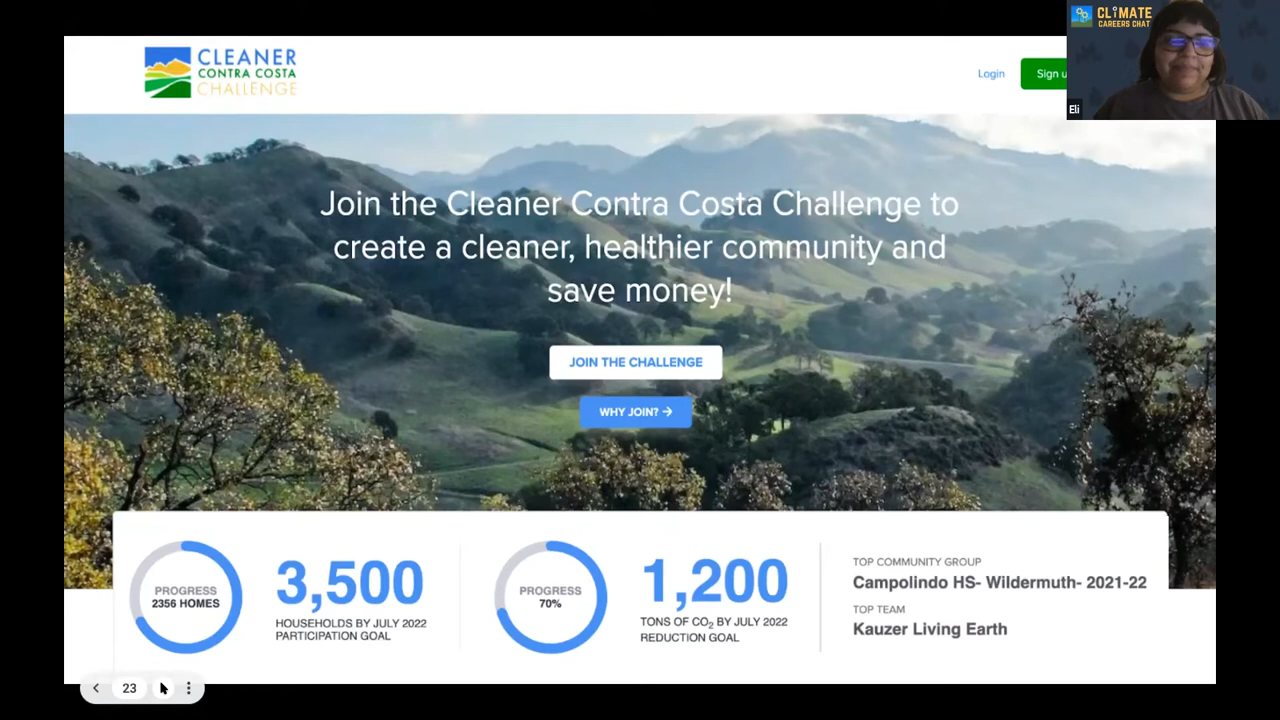 CLEANER
CONTRA COSTA
CHALLENGE
Login
Sign u
CLIMATE
CAREERS CHAT
Eli
Join the Cleaner Contra Costa Challenge to
create a cleaner, healthier community and
save money!
JOIN THE CHALLENGE
WHY JOIN? →
PROGRESS
2356 HOMES
3,500
HOUSEHOLDS BY JULY 2022
PARTICIPATION GOAL
PROGRESS
70%
1,200
TONS OF CO₂ BY JULY 2022
REDUCTION GOAL
TOP COMMUNITY GROUP
Campolindo HS- Wildermuth- 2021-22
TOP TEAM
Kauzer Living Earth
23